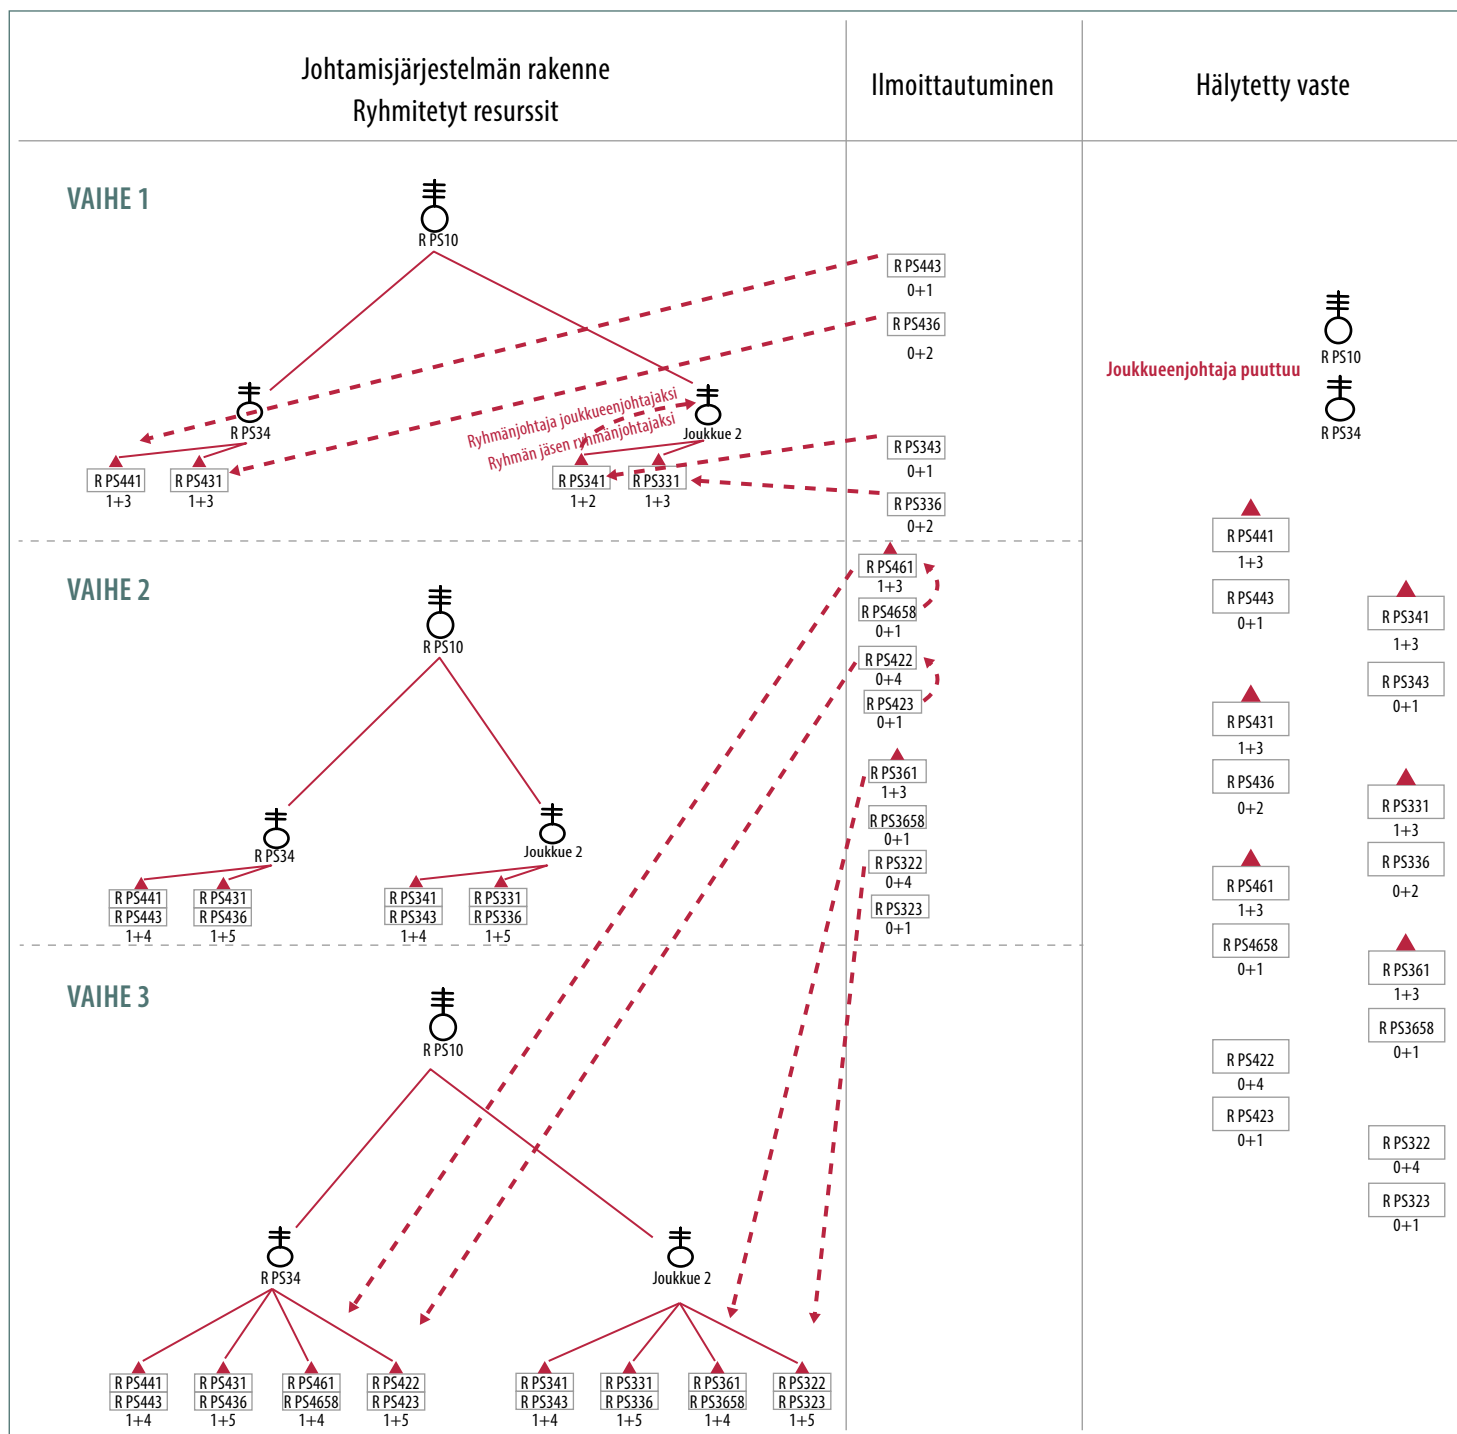 Johtamisjärjestelmän rakenne
Ryhmitetyt resurssit
Ilmoittautuminen
Hälytetty vaste
VAIHE 1
R PS10
R PS34
Joukkue 2
Ryhmänjohtaja joukkueenjohtajaksi
Ryhmän jäsen ryhmänjohtajaksi
R PS441
1+3
R PS431
1+3
R PS341
1+2
R PS331
1+3
R PS443
0+1
R PS436
0+2
R PS343
0+1
R PS336
0+2
VAIHE 2
R PS10
R PS34
Joukkue 2
R PS441
R PS443
1+4
R PS431
R PS436
1+5
R PS341
R PS343
1+4
R PS331
R PS336
1+5
R PS461
1+3
R PS4658
0+1
R PS422
0+4
R PS423
0+1
R PS361
1+3
R PS3658
0+1
R PS322
0+4
R PS323
0+1
VAIHE 3
R PS10
R PS34
Joukkue 2
R PS441
R PS443
1+4
R PS431
R PS436
1+5
R PS461
R PS4658
1+4
R PS422
R PS423
1+5
R PS341
R PS343
1+4
R PS331
R PS336
1+5
R PS361
R PS3658
1+4
R PS322
R PS323
1+5
R PS10
Joukkueenjohtaja puuttuu
R PS34
R PS441
1+3
R PS443
0+1
R PS431
1+3
R PS436
0+2
R PS461
1+3
R PS4658
0+1
R PS422
0+4
R PS423
0+1
R PS341
1+3
R PS343
0+1
R PS331
1+3
R PS336
0+2
R PS361
1+3
R PS3658
0+1
R PS322
0+4
R PS323
0+1